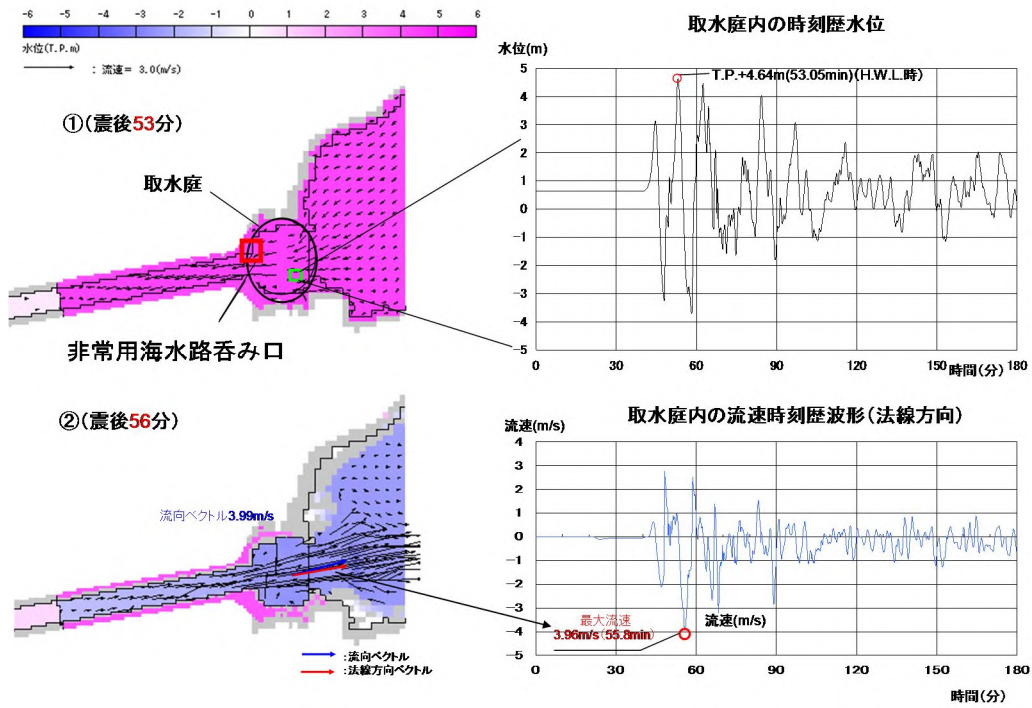 -6 -5 -4 -3 -2 -1 0 1 2 3 4 5 6
水位(T.P.m)
：流速= 3.0(m/s)
①(震後53分)
取水庭
非常用海水路呑み口
取水庭内の時刻歴水位
水位(m)
T.P.+4.64m(53.05min)(H.W.L.時)
5
4
3
2
1
0
-1
-2
-3
-4
-5
0 30 60 90 120 150 180
時間(分)
②(震後56分)
流向ベクトル3.99m/s
：流向ベクトル
：法線方向ベクトル
取水庭内の流速時刻歴波形(法線方向)
流速(m/s)
4
3
2
1
0
-1
-2
-3
-4
-5
最大流速
3.96m/s(55.8min)
流速(m/s)
0 30 60 90 120 150 180
時間(分)